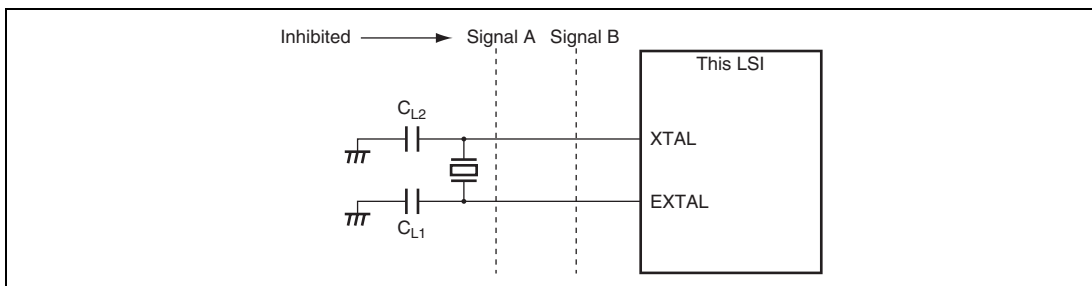 Inhibited Signal A Signal B
This LSI
CL2
XTAL
EXTAL
CL1